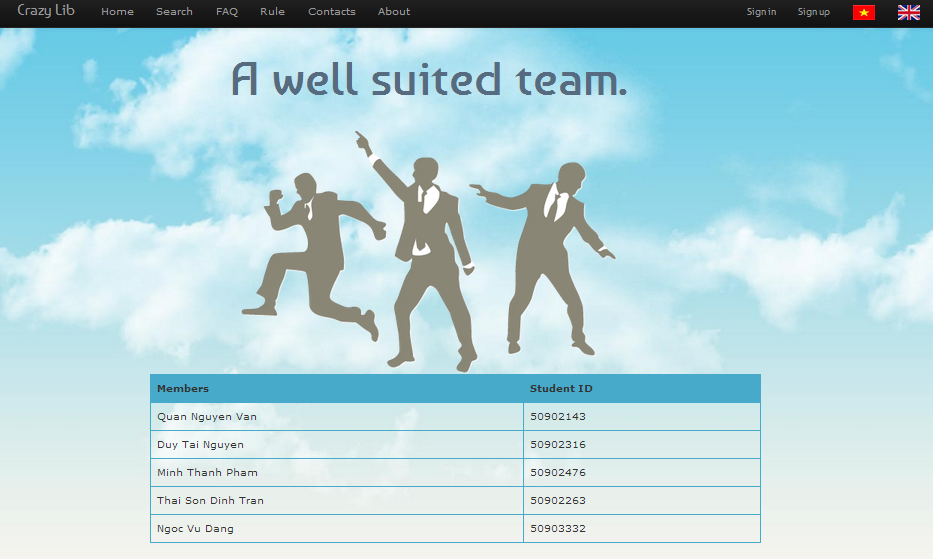 Crazy Lib Home Search FAQ Rule Contacts About Sign in Sign up
A well suited team.
Members Student ID
Quan Nguyen Van 50902143
Duy Tai Nguyen 50902316
Minh Thanh Pham 50902476
Thai Son Dinh Tran 50902263
Ngoc Vu Dang 50903332